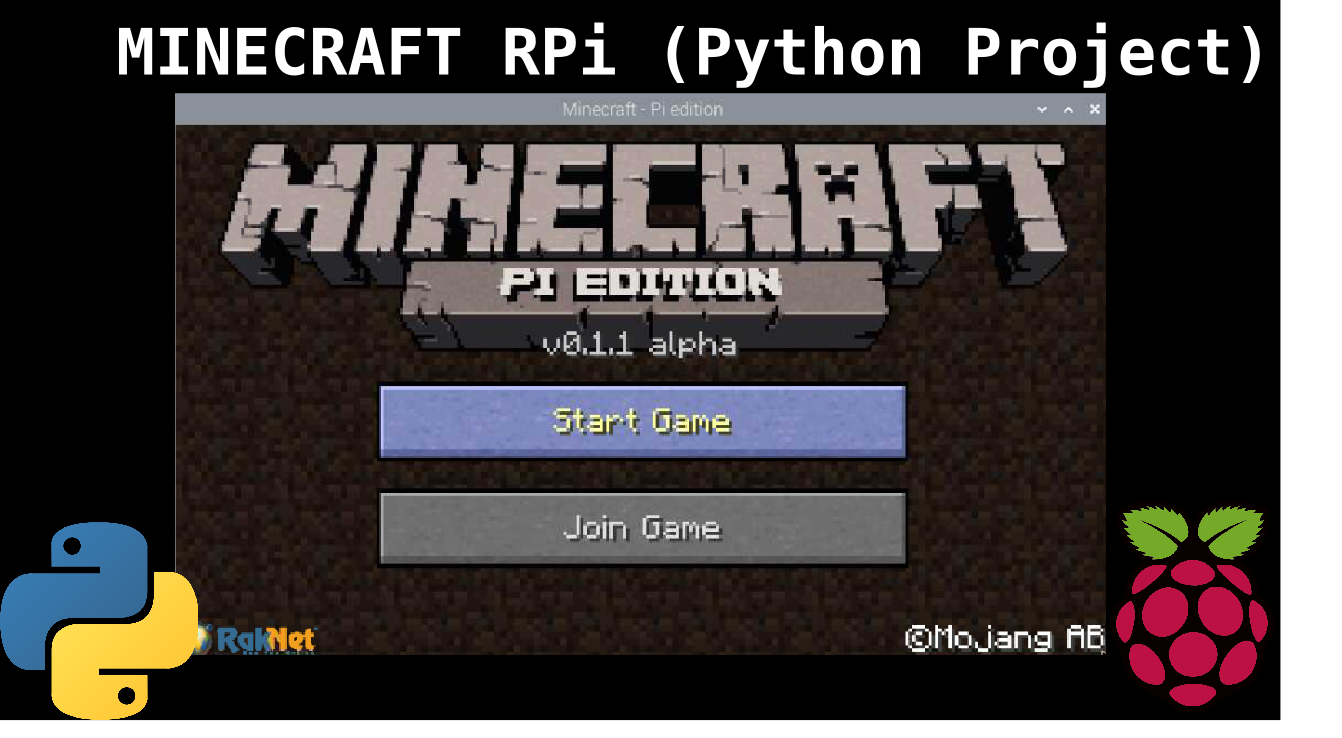 MINECRAFT RPi (Python Project)
Minecraft - Pi edition
MINECRAFT
PI EDITION
v0.1.1 alpha
Start Game
Join Game
RakNet
©Mojang AB